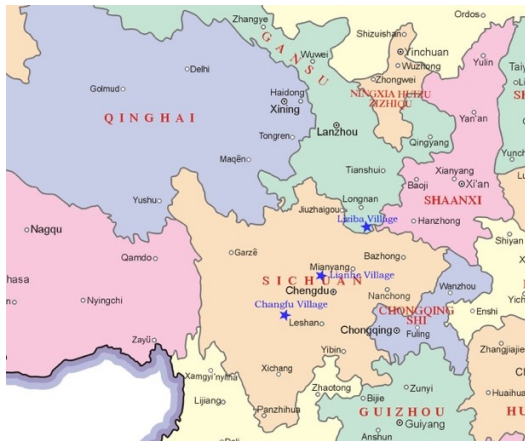 Ordos
Zhangye
Shizuishan
GANSU
Wuwei
Yinchuan
Yulin
Delhi
Wuzhong
Zhongwei
Golmud
Haidong
NINGXIA HUIZU
ZIZHIQU
Xining
QINGHAI
Lanzhou
Yan'an
Tongren
Qingyang
Maqên
Tianshui
Xianyang
Xi'an
Baoji
Yushu
Longnan
SHAANXI
Jiuzhaigou
Liziba Village
Hanzhong
Nagqu
Shiyan
Qamdo
Garzê
Bazhong
Mianyang
Lianhe Village
SICHUAN
Wanzhou
Chengdu
Nanchong
Nyingchi
Changfu Village
CHONGQING
SHI
Enshi
Leshan
Chongqing
Fuling
Zayü
Yibin
Zhangjiajie
Xichang
Xamgyi'nyilha
Zhaotong
Zunyi
Lijiang
Bijie
Huaihua
Panzhihua
GUIZHOU
Guiyang
Anshun